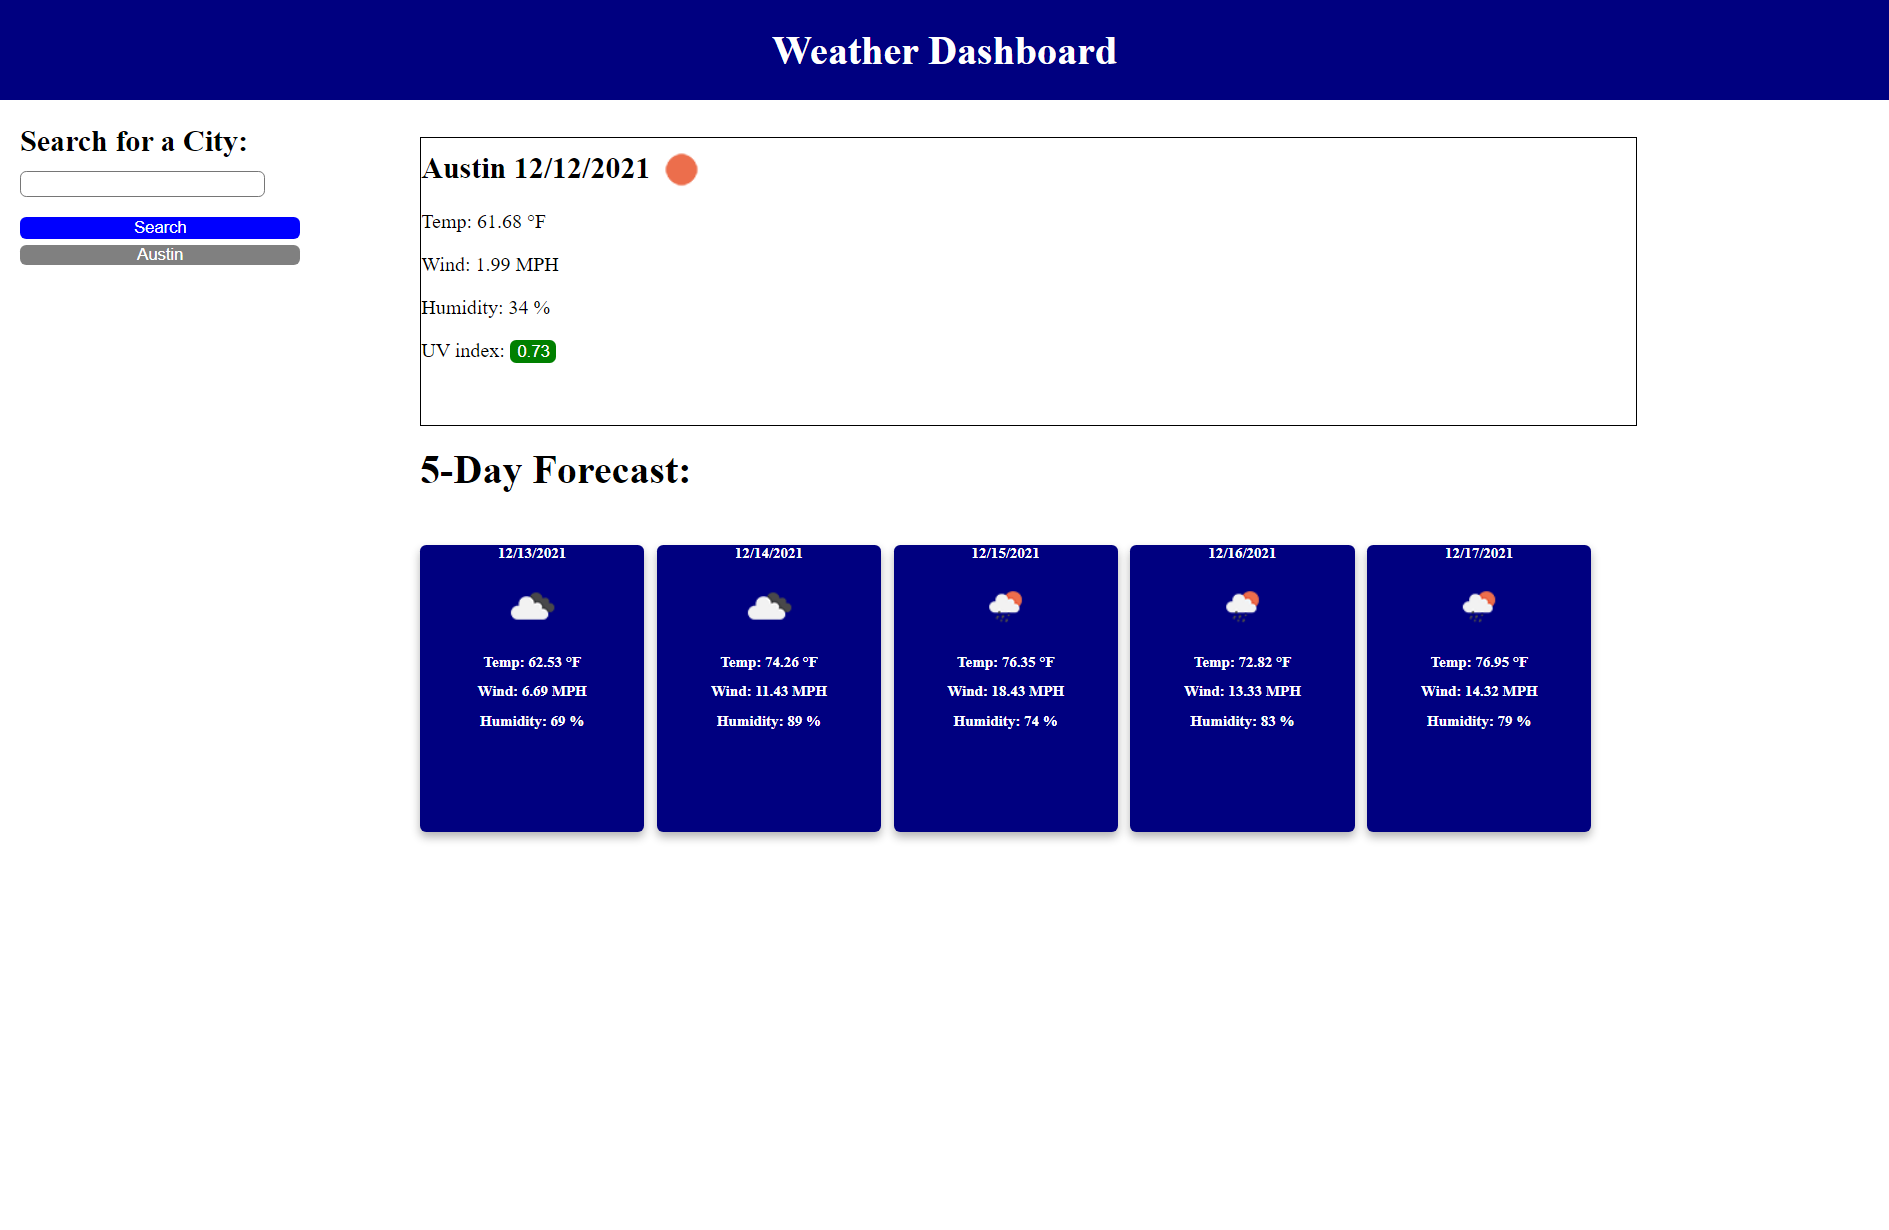 Weather Dashboard
Search for a City:
Search
Austin
Austin 12/12/2021
Temp: 61.68 °F
Wind: 1.99 MPH
Humidity: 34 %
UV index: 0.73
5-Day Forecast:
12/13/2021
Temp: 62.53 °F
Wind: 6.69 MPH
Humidity: 69 %
12/14/2021
Temp: 74.26 °F
Wind: 11.43 MPH
Humidity: 89 %
12/15/2021
Temp: 76.35 °F
Wind: 18.43 MPH
Humidity: 74 %
12/16/2021
Temp: 72.82 °F
Wind: 13.33 MPH
Humidity: 83 %
12/17/2021
Temp: 76.95 °F
Wind: 14.32 MPH
Humidity: 79 %